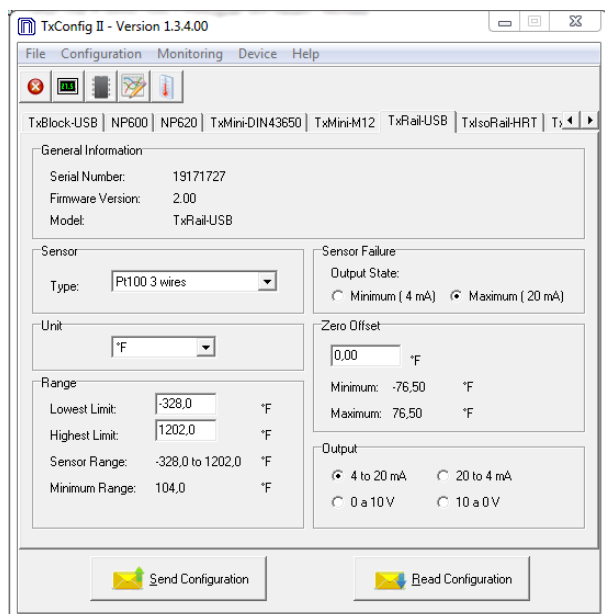 TxConfig II - Version 1.3.4.00
File Configuration Monitoring Device Help
TxBlock-USB NP600 NP620 TxMini-DIN43650 TxMini-M12 TxRail-USB TxIsoRail-HRT
General Information
Serial Number: 19171727
Firmware Version: 2.00
Model: TxRail-USB
Sensor
Type: Pt100 3 wires
Sensor Failure
Output State:
Minimum ( 4 mA) Maximum ( 20 mA)
Unit
°F
Zero Offset
0,00 °F
Minimum: -76,50 °F
Maximum: 76,50 °F
Range
Lowest Limit: -328,0 °F
Highest Limit: 1202,0 °F
Sensor Range: -328,0 to 1202,0 °F
Minimum Range: 104,0 °F
Output
4 to 20 mA 20 to 4 mA
0 a 10 V 10 a 0 V
Send Configuration Read Configuration